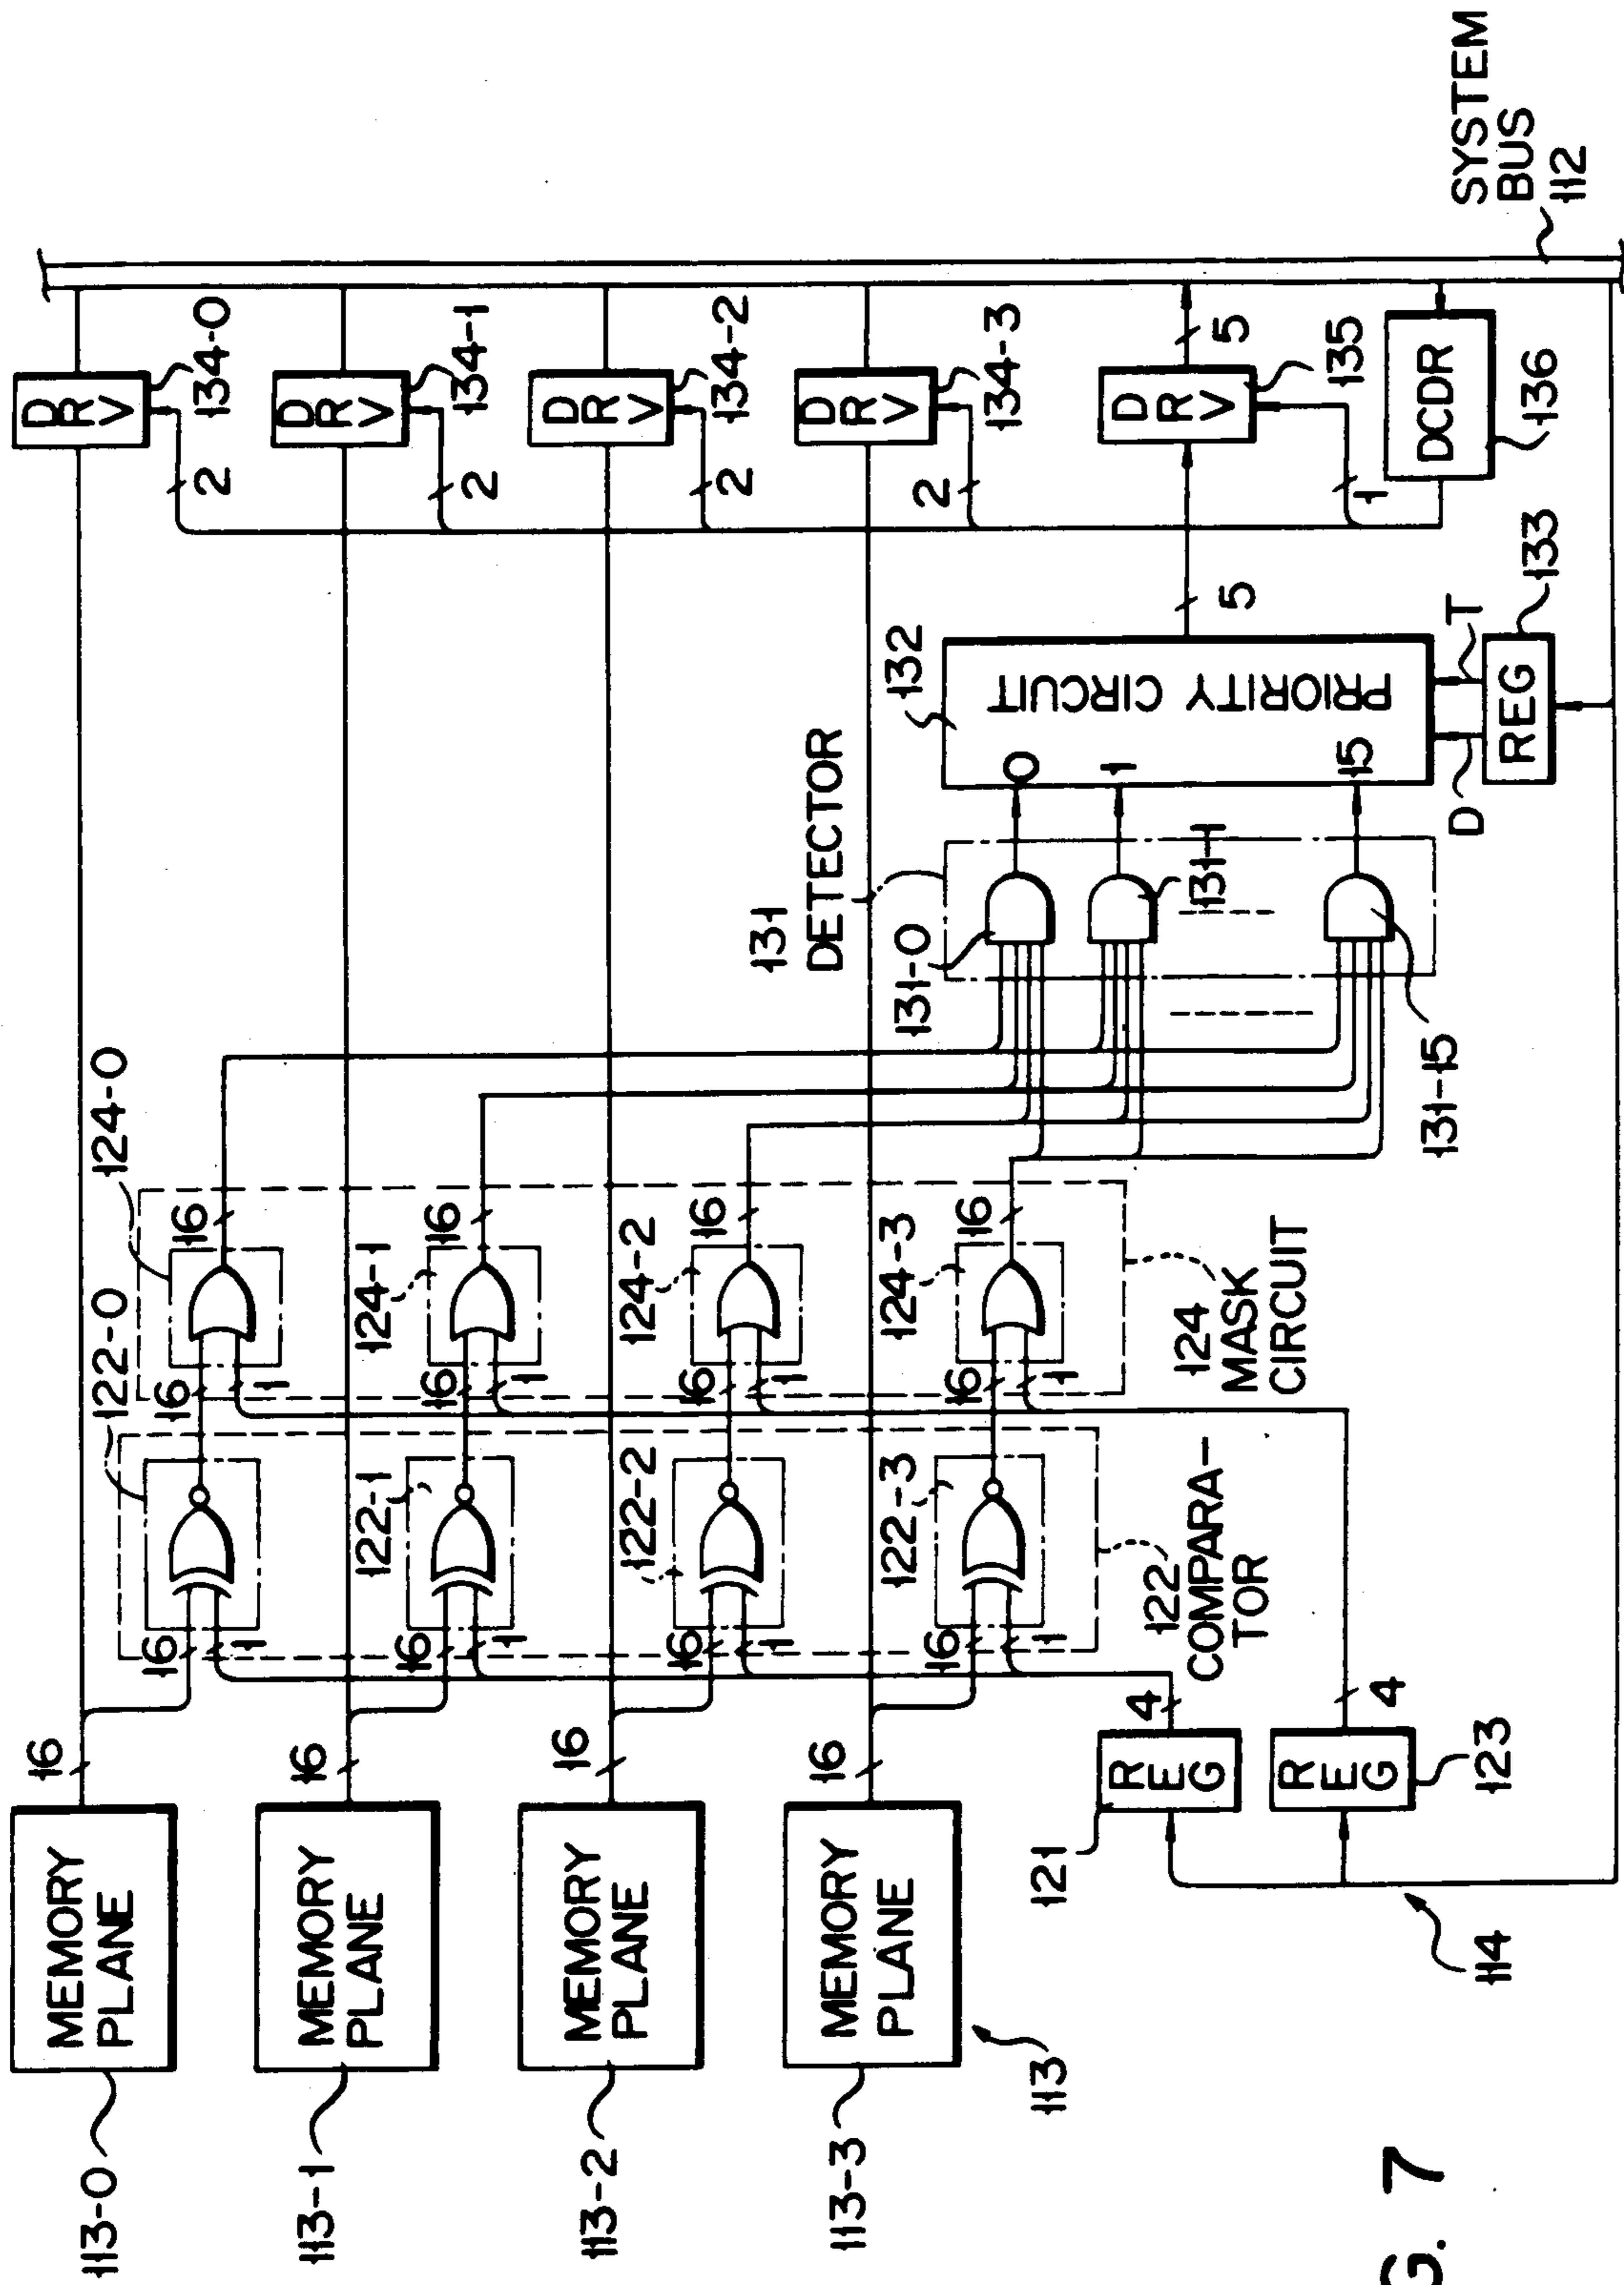 113-0
MEMORY
PLANE
16
122-0
124-0
16
1
16
1
16
2
DRV
134-0
113-1
MEMORY
PLANE
16
122-1
124-1
16
1
16
1
16
2
DRV
134-1
113-2
MEMORY
PLANE
16
122-2
124-2
16
1
16
1
16
2
DRV
134-2
113-3
MEMORY
PLANE
16
122-3
124-3
16
1
16
1
16
2
DRV
134-3
113
131
DETECTOR
131-0
131-1
131-15
132
PRIORITY CIRCUIT
0
1
15
5
DRV
5
135
1
DCDR
136
D
T
REG
133
121
REG
4
122
COMPARA-
TOR
124
MASK
CIRCUIT
REG
4
123
114
SYSTEM
BUS
112
G. 7